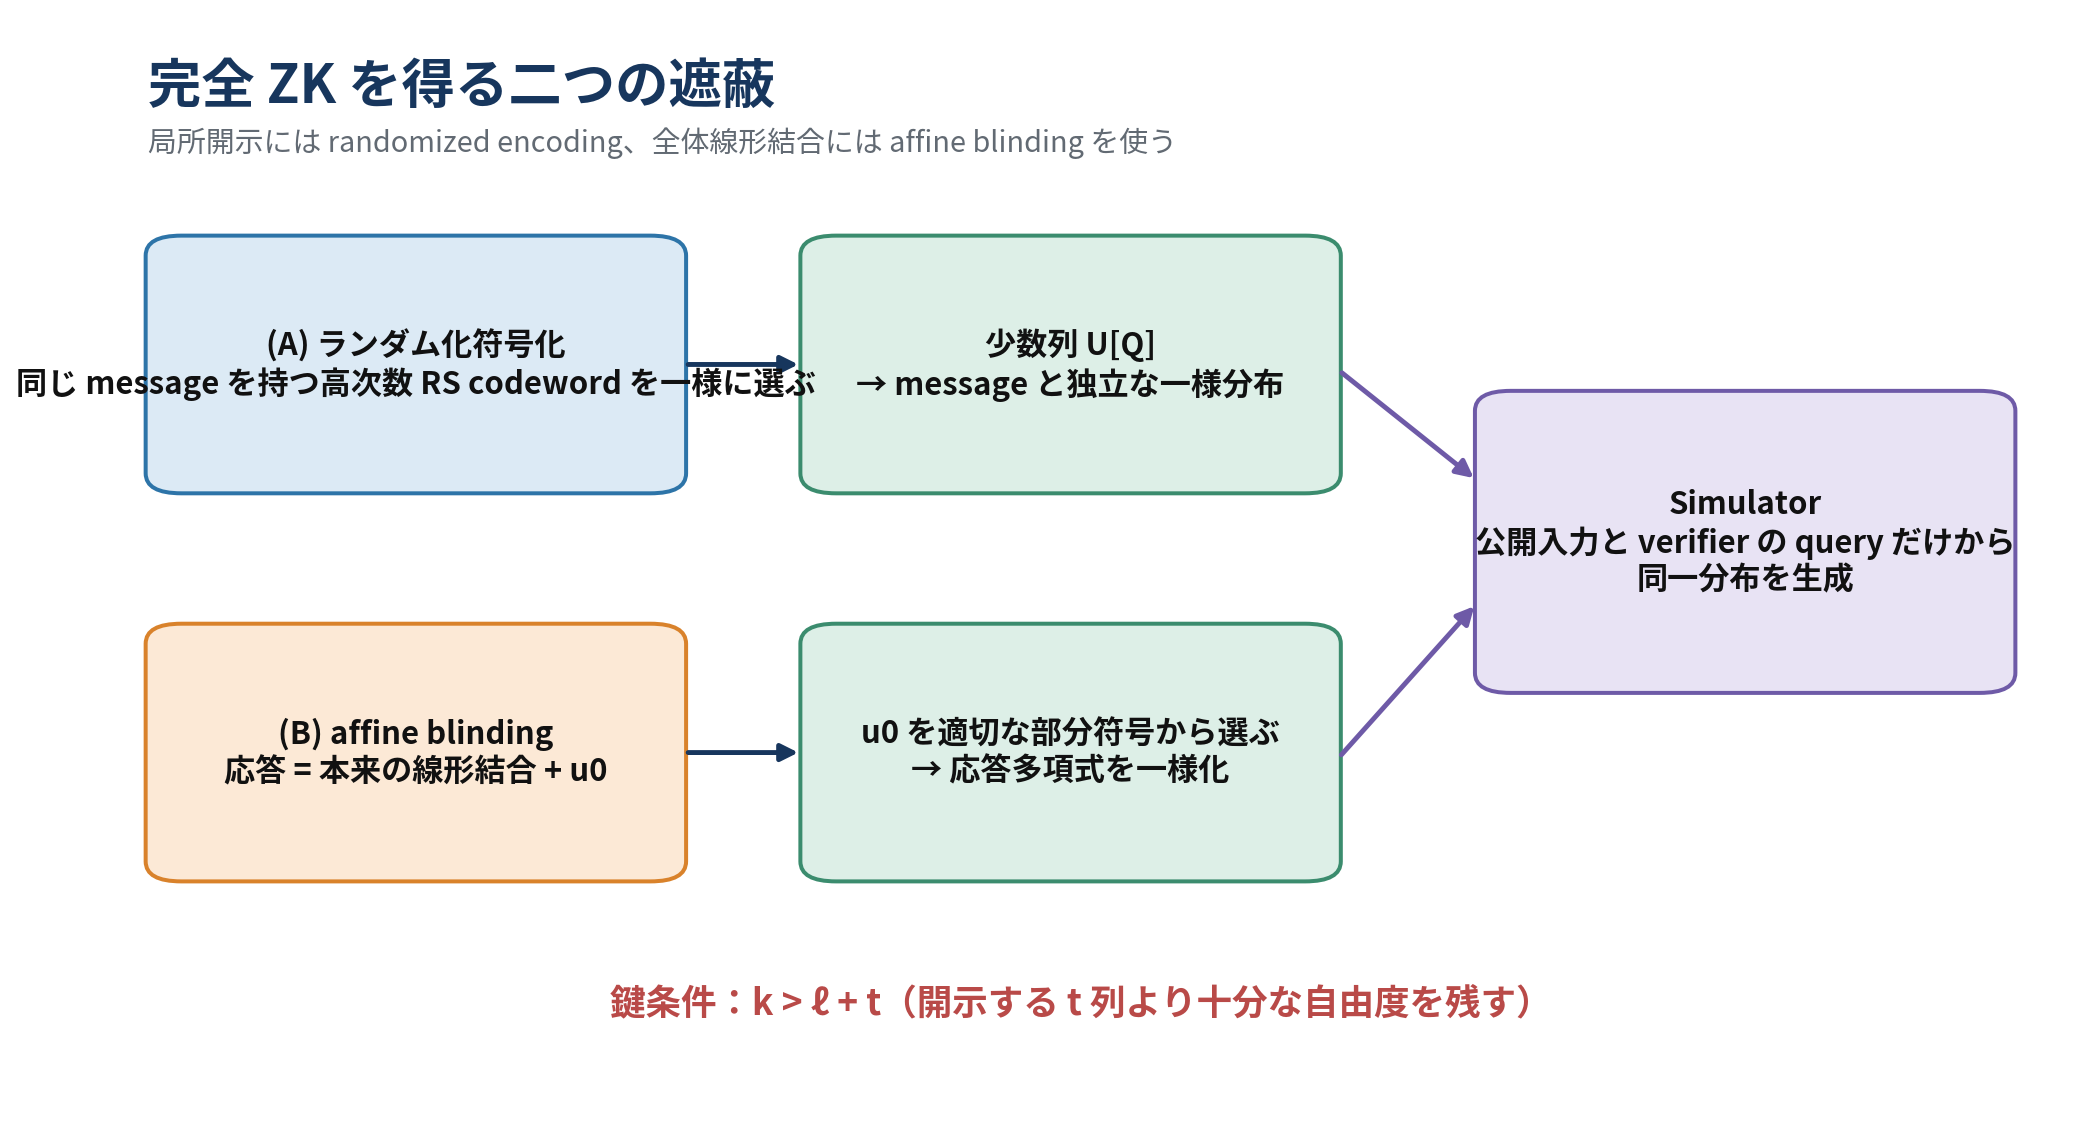 完全 ZK を得る二つの遮蔽
局所開示には randomized encoding、全体線形結合には affine blinding を使う
(A) ランダム化符号化
同じ message を持つ高次数 RS codeword を一様に選ぶ
少数列 U[Q]
→ message と独立な一様分布
Simulator
公開入力と verifier の query だけから
同一分布を生成
(B) affine blinding
応答 = 本来の線形結合 + u0
u0 を適切な部分符号から選ぶ
→ 応答多項式を一様化
鍵条件：k > ℓ + t（開示する t 列より十分な自由度を残す）